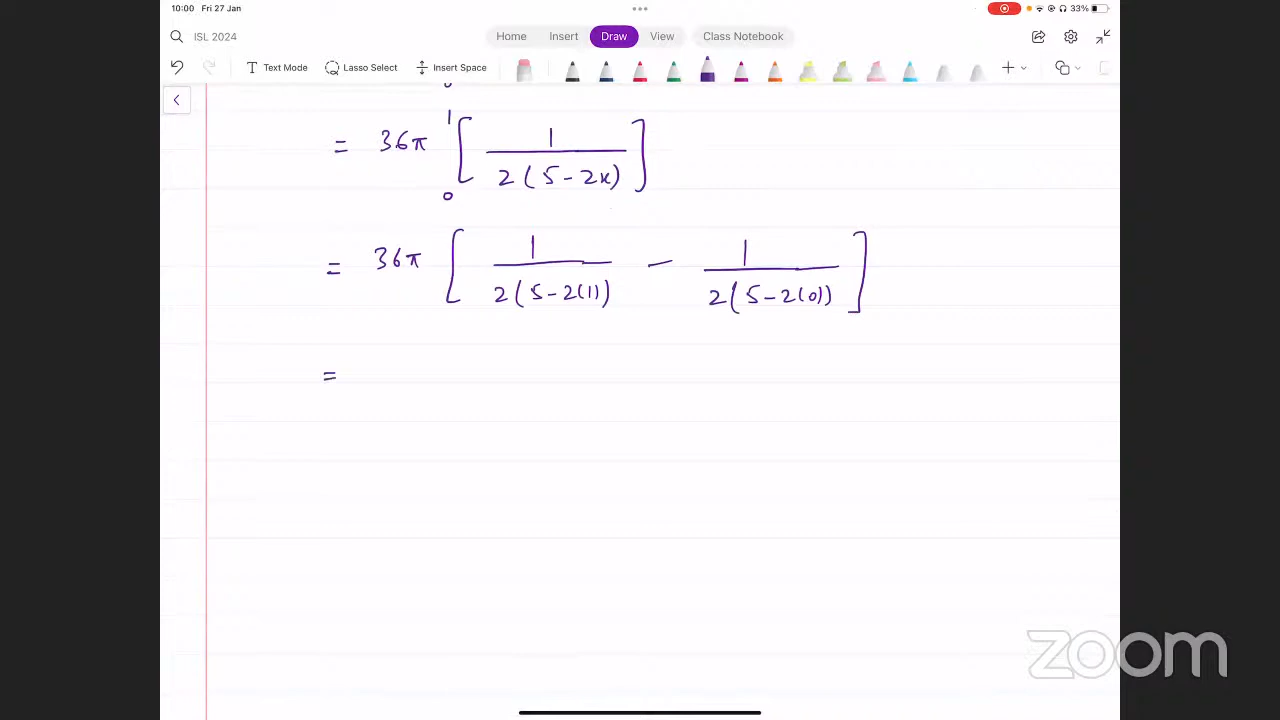 10:00 Fri 27 Jan
33%
ISL 2024
Home Insert Draw View Class Notebook
Text Mode Lasso Select Insert Space
= 36π [ 1 / 2(5-2x) ] 1 0
= 36π [ 1 / 2(5-2(1)) - 1 / 2(5-2(0)) ]
=
zoom